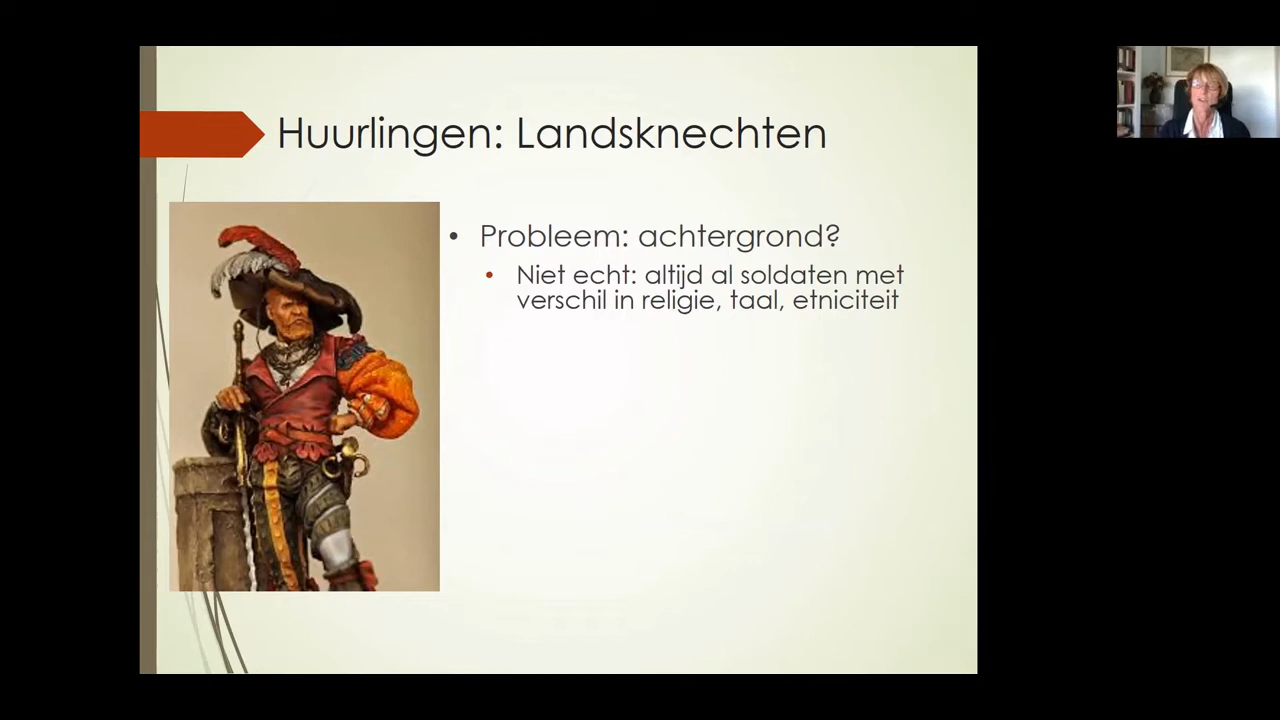 Huurlingen: Landsknechten
• Probleem: achtergrond?
• Niet echt: altijd al soldaten met
verschil in religie, taal, etniciteit